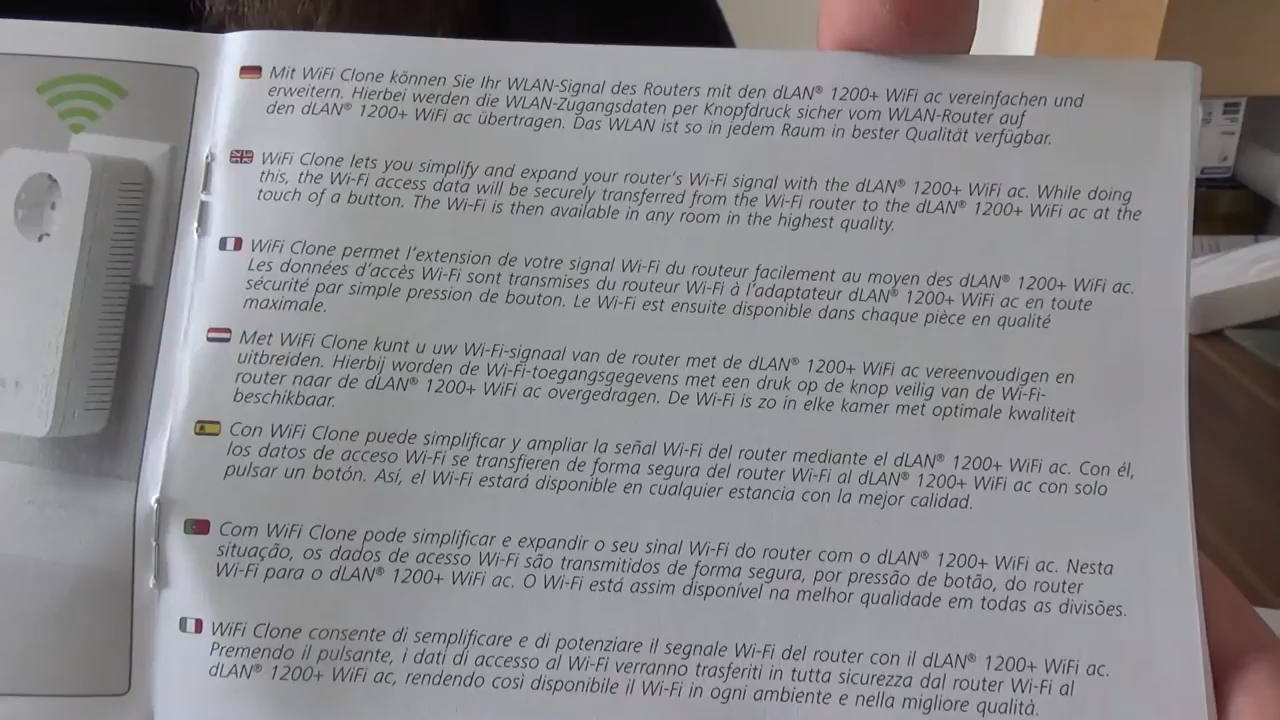 Mit WiFi Clone können Sie Ihr WLAN-Signal des Routers mit den dLAN® 1200+ WiFi ac vereinfachen und
erweitern. Hierbei werden die WLAN-Zugangsdaten per Knopfdruck sicher vom WLAN-Router auf
den dLAN® 1200+ WiFi ac übertragen. Das WLAN ist so in jedem Raum in bester Qualität verfügbar.
WiFi Clone lets you simplify and expand your router's Wi-Fi signal with the dLAN® 1200+ WiFi ac. While doing
this, the Wi-Fi access data will be securely transferred from the Wi-Fi router to the dLAN® 1200+ WiFi ac at the
touch of a button. The Wi-Fi is then available in any room in the highest quality.
WiFi Clone permet l'extension de votre signal Wi-Fi du routeur facilement au moyen des dLAN® 1200+ WiFi ac.
Les données d'accès Wi-Fi sont transmises du routeur Wi-Fi à l'adaptateur dLAN® 1200+ WiFi ac en toute
sécurité par simple pression de bouton. Le Wi-Fi est ensuite disponible dans chaque pièce en qualité
maximale.
Met WiFi Clone kunt u uw Wi-Fi-signaal van de router met de dLAN® 1200+ WiFi ac vereenvoudigen en
uitbreiden. Hierbij worden de Wi-Fi-toegangsgegevens met een druk op de knop veilig van de Wi-Fi-
router naar de dLAN® 1200+ WiFi ac overgedragen. De Wi-Fi is zo in elke kamer met optimale kwaliteit
beschikbaar.
Con WiFi Clone puede simplificar y ampliar la señal Wi-Fi del router mediante el dLAN® 1200+ WiFi ac. Con él,
los datos de acceso Wi-Fi se transfieren de forma segura del router Wi-Fi al dLAN® 1200+ WiFi ac con solo
pulsar un botón. Así, el Wi-Fi estará disponible en cualquier estancia con la mejor calidad.
Com WiFi Clone pode simplificar e expandir o seu sinal Wi-Fi do router com o dLAN® 1200+ WiFi ac. Nesta
situação, os dados de acesso Wi-Fi são transmitidos de forma segura, por pressão de botão, do router
Wi-Fi para o dLAN® 1200+ WiFi ac. O Wi-Fi está assim disponível na melhor qualidade em todas as divisões.
WiFi Clone consente di semplificare e di potenziare il segnale Wi-Fi del router con il dLAN® 1200+ WiFi ac.
Premendo il pulsante, i dati di accesso al Wi-Fi verranno trasferiti in tutta sicurezza dal router Wi-Fi al
dLAN® 1200+ WiFi ac, rendendo così disponibile il Wi-Fi in ogni ambiente e nella migliore qualità.